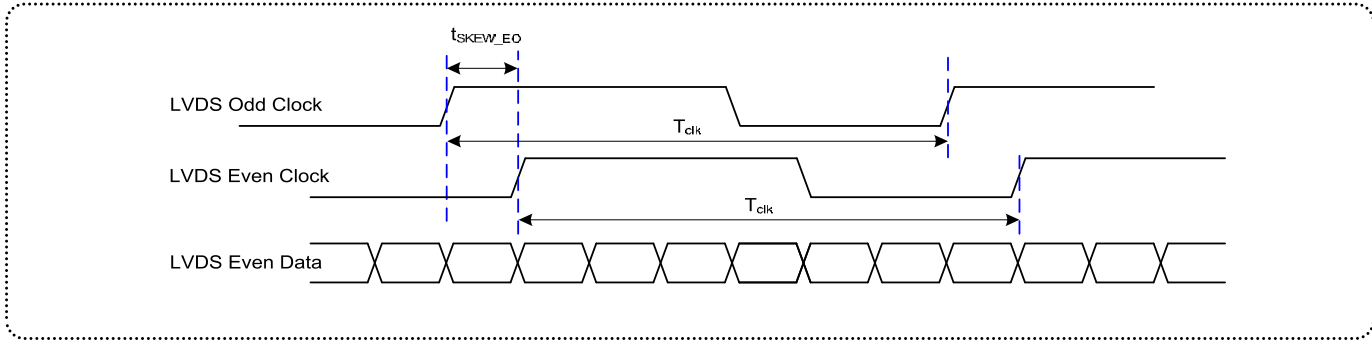 tSKEW_EO
LVDS Odd Clock
Tclk
LVDS Even Clock
Tclk
LVDS Even Data